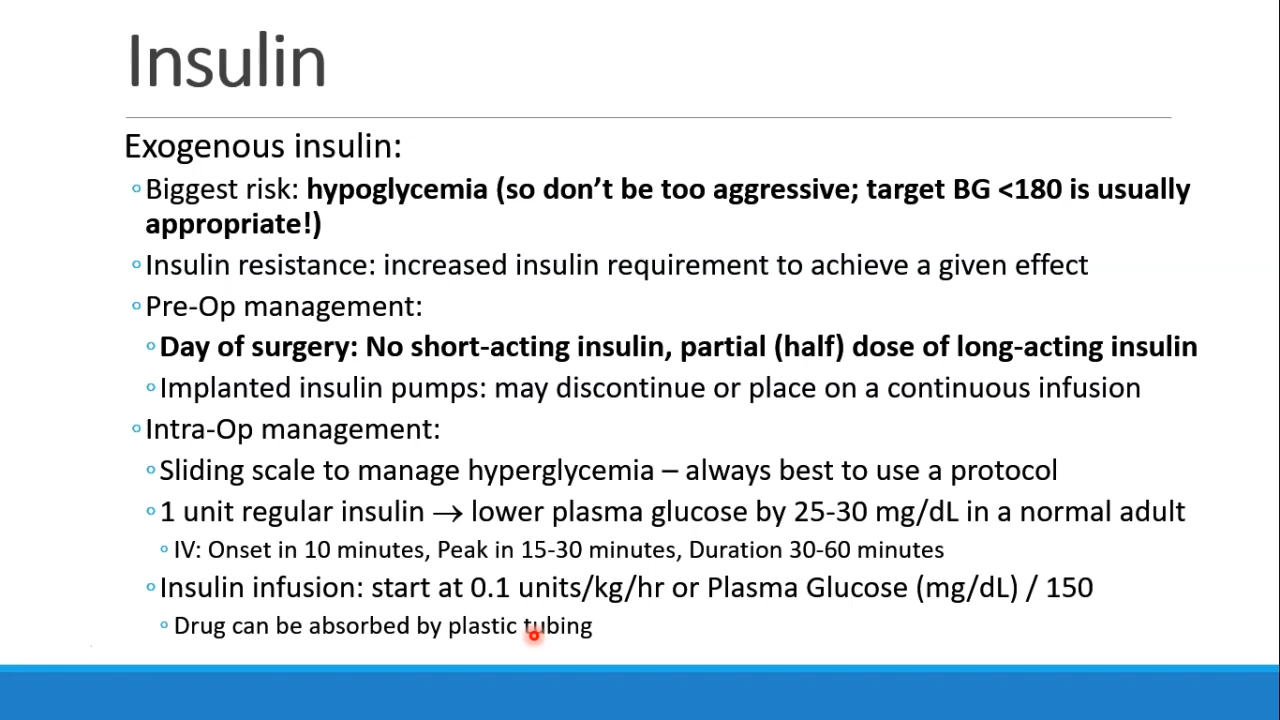 Insulin
Exogenous insulin:
◦Biggest risk: hypoglycemia (so don’t be too aggressive; target BG <180 is usually
appropriate!)
◦Insulin resistance: increased insulin requirement to achieve a given effect
◦Pre-Op management:
◦Day of surgery: No short-acting insulin, partial (half) dose of long-acting insulin
◦Implanted insulin pumps: may discontinue or place on a continuous infusion
◦Intra-Op management:
◦Sliding scale to manage hyperglycemia – always best to use a protocol
◦1 unit regular insulin → lower plasma glucose by 25-30 mg/dL in a normal adult
◦IV: Onset in 10 minutes, Peak in 15-30 minutes, Duration 30-60 minutes
◦Insulin infusion: start at 0.1 units/kg/hr or Plasma Glucose (mg/dL) / 150
◦Drug can be absorbed by plastic tubing